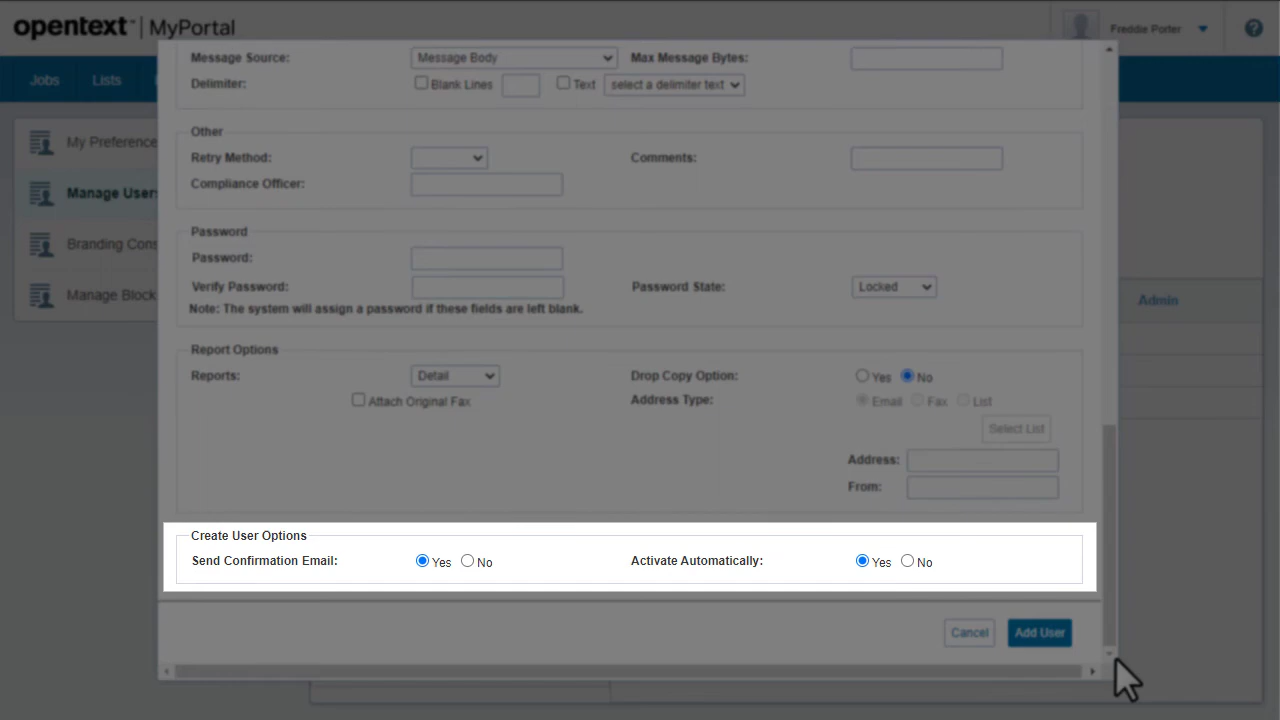 opentext™ | MyPortal
Freddie Porter
?
Jobs Lists
My Preference
Manage Users
Branding Cons
Manage Block
Admin
Message Source: Message Body Max Message Bytes:
Delimiter: Blank Lines Text select a delimiter text
Other
Retry Method: Comments:
Compliance Officer:
Password
Password:
Verify Password: Password State: Locked
Note: The system will assign a password if these fields are left blank.
Report Options
Reports: Detail Drop Copy Option: Yes No
Attach Original Fax Address Type: Email Fax List
Select List
Address:
From:
Create User Options
Send Confirmation Email: Yes No Activate Automatically: Yes No
Cancel Add User